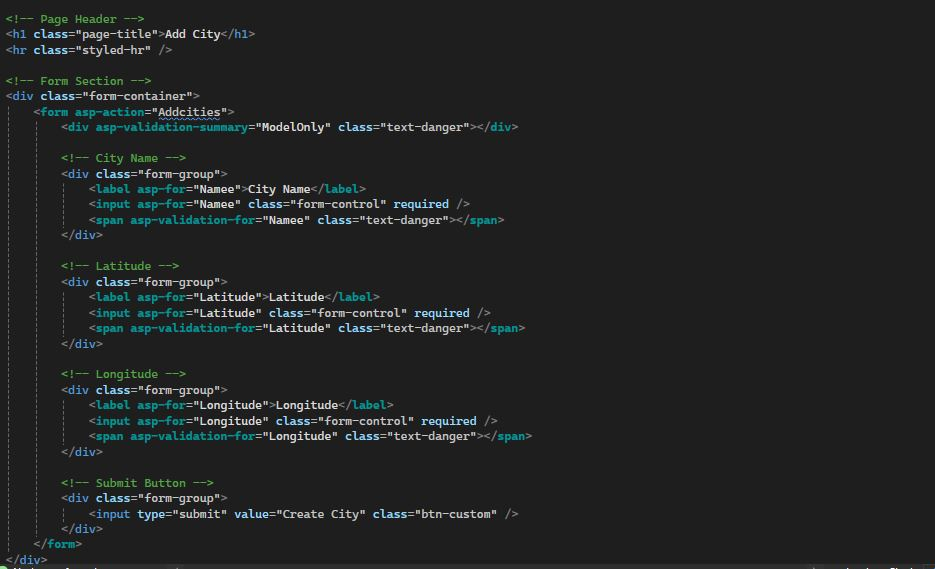 <!-- Page Header -->
<h1 class="page-title">Add City</h1>
<hr class="styled-hr" />
<!-- Form Section -->
<div class="form-container">
<form asp-action="Addcities">
<div asp-validation-summary="ModelOnly" class="text-danger"></div>
<!-- City Name -->
<div class="form-group">
<label asp-for="Namee">City Name</label>
<input asp-for="Namee" class="form-control" required />
<span asp-validation-for="Namee" class="text-danger"></span>
</div>
<!-- Latitude -->
<div class="form-group">
<label asp-for="Latitude">Latitude</label>
<input asp-for="Latitude" class="form-control" required />
<span asp-validation-for="Latitude" class="text-danger"></span>
</div>
<!-- Longitude -->
<div class="form-group">
<label asp-for="Longitude">Longitude</label>
<input asp-for="Longitude" class="form-control" required />
<span asp-validation-for="Longitude" class="text-danger"></span>
</div>
<!-- Submit Button -->
<div class="form-group">
<input type="submit" value="Create City" class="btn-custom" />
</div>
</form>
</div>